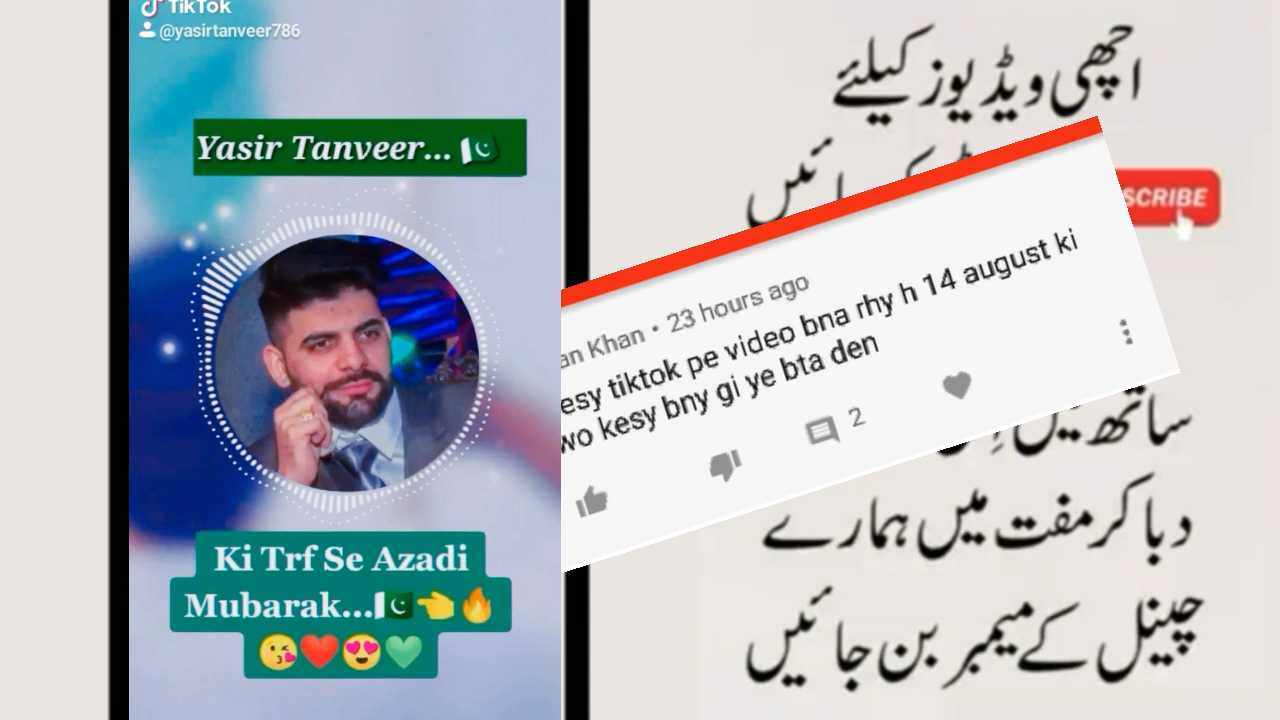 TikTok
@yasirtanveer786
Yasir Tanveer... 🇵🇰
Ki Trf Se Azadi
Mubarak...🇵🇰👈🔥
😘❤️😍💚
اچھی ویڈیوز کیلئے
SCRIBE
an Khan • 23 hours ago
esy tiktok pe video bna rhy h 14 august ki
wo kesy bny gi ye bta den
2
ساتھ میں
دبا کر مفت میں ہمارے
چینل کے میمبر بن جائیں